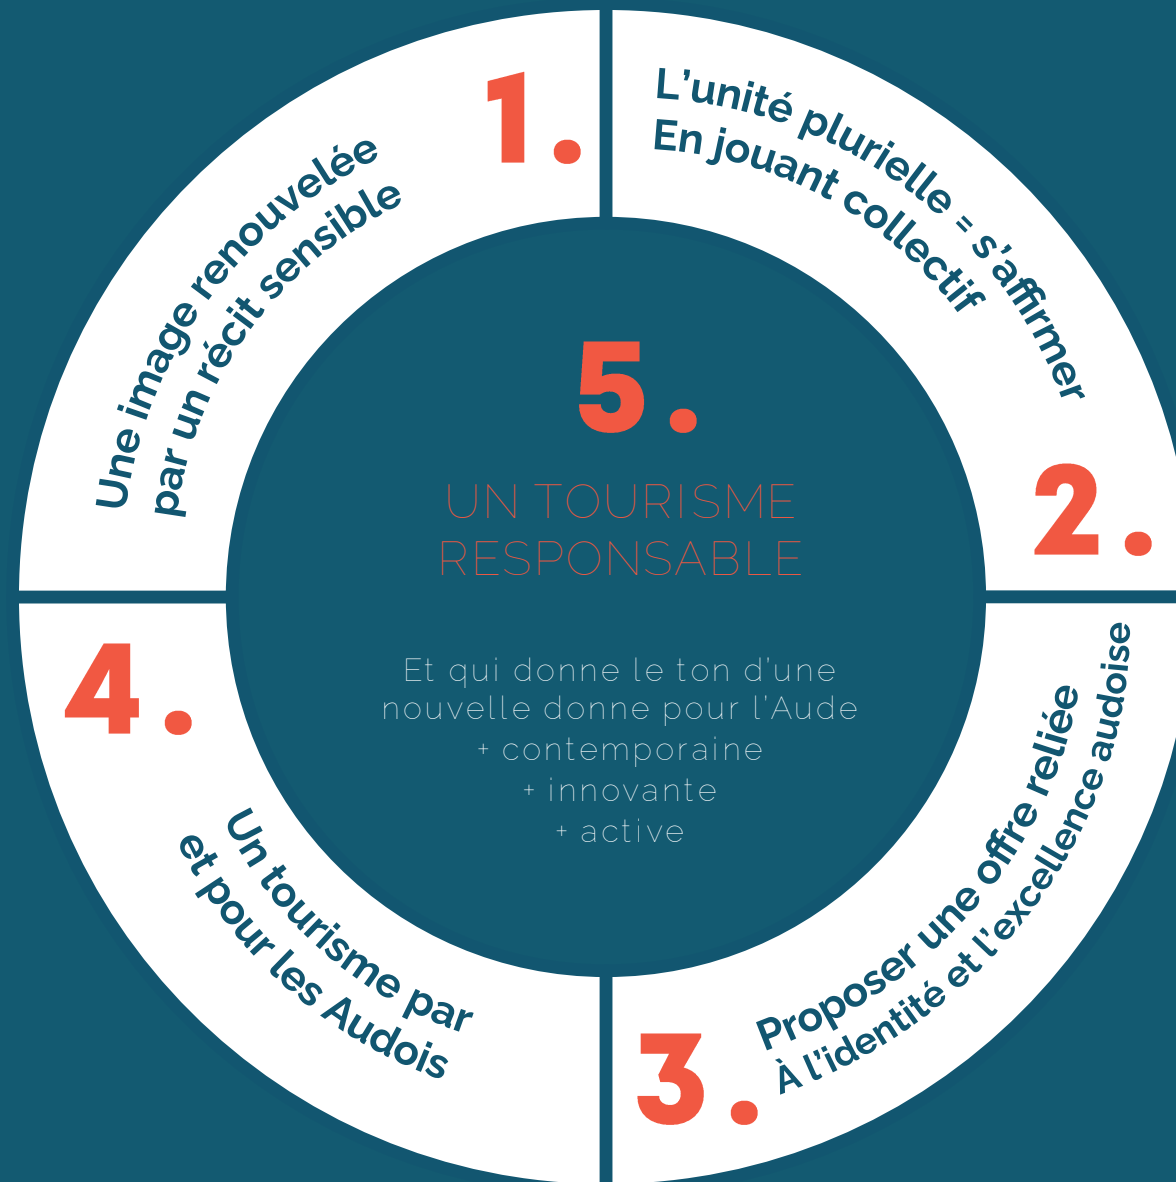 1.
Une image renouvelée
par un récit sensible
L'unité plurielle = s'affirmer
En jouant collectif
2.
3.
Proposer une offre reliée
À l'identité et l'excellence audoise
4.
Un tourisme par
et pour les Audois
5.
UN TOURISME
RESPONSABLE
Et qui donne le ton d'une
nouvelle donne pour l'Aude
+ contemporaine
+ innovante
+ active